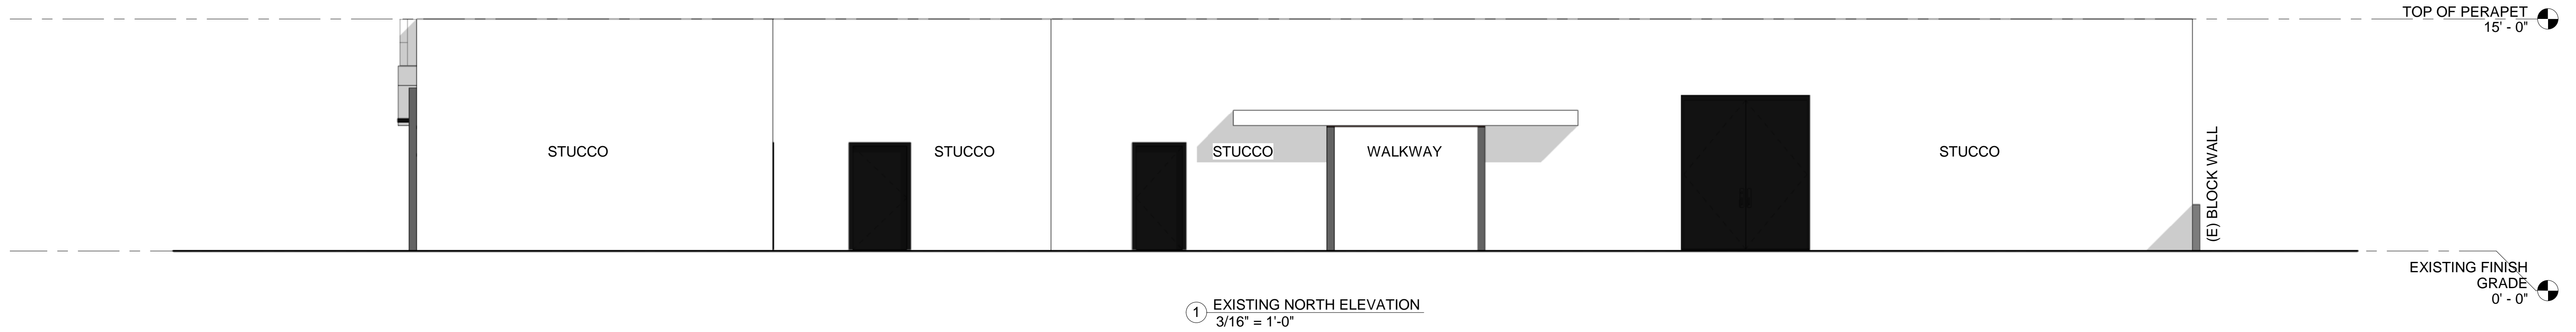 TOP OF PERAPET
15' - 0"
STUCCO
STUCCO
STUCCO
WALKWAY
STUCCO
(E) BLOCK WALL
EXISTING FINISH
GRADE
0' - 0"
1
EXISTING NORTH ELEVATION
3/16" = 1'-0"